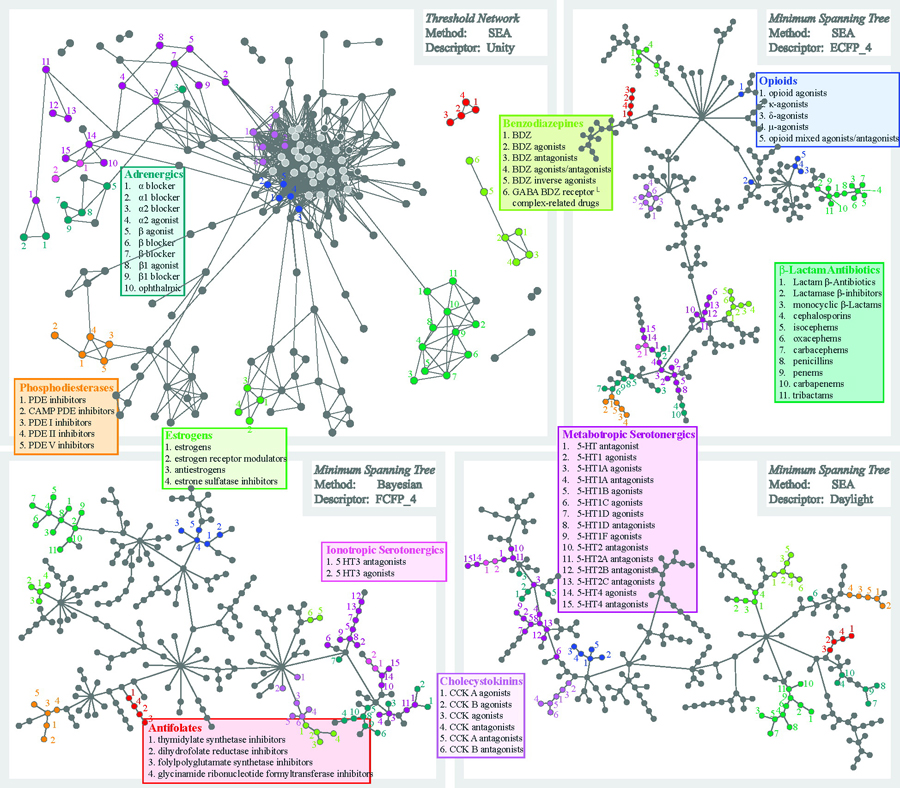 Threshold Network
Method: SEA
Descriptor: Unity
Minimum Spanning Tree
Method: SEA
Descriptor: ECFP_4
Opioids
1. opioid agonists
2. κ-agonists
3. δ-agonists
4. μ-agonists
5. opioid mixed agonists/antagonists
Benzodiazepines
1. BDZ
2. BDZ agonists
3. BDZ antagonists
4. BDZ agonists/antagonists
5. BDZ inverse agonists
6. GABA BDZ receptor
complex-related drugs
Adrenergics
1. α blocker
2. α1 blocker
3. α2 blocker
4. α2 agonist
5. β agonist
6. β blocker
7. β blocker
8. β1 agonist
9. β1 blocker
10. ophthalmic
β-Lactam Antibiotics
1. Lactam β-Antibiotics
2. Lactamase β-inhibitors
3. monocyclic β-Lactams
4. cephalosporins
5. isocephems
6. oxacephems
7. carbacephems
8. penicillins
9. penems
10. carbapenems
11. tribactams
Phosphodiesterases
1. PDE inhibitors
2. CAMP PDE inhibitors
3. PDE I inhibitors
4. PDE II inhibitors
5. PDE V inhibitors
Estrogens
1. estrogens
2. estrogen receptor modulators
3. antiestrogens
4. estrone sulfatase inhibitors
Metabotropic Serotonergics
1. 5-HT antagonist
2. 5-HT1 agonists
3. 5-HT1A agonists
4. 5-HT1A antagonists
5. 5-HT1B agonists
6. 5-HT1C agonists
7. 5-HT1D agonists
8. 5-HT1D antagonists
9. 5-HT1F agonists
10. 5-HT2 antagonists
11. 5-HT2A antagonists
12. 5-HT2B antagonists
13. 5-HT2C antagonists
14. 5-HT4 agonists
15. 5-HT4 antagonists
Minimum Spanning Tree
Method: Bayesian
Descriptor: FCFP_4
Minimum Spanning Tree
Method: SEA
Descriptor: Daylight
Ionotropic Serotonergics
1. 5 HT3 antagonists
2. 5 HT3 agonists
Cholecystokinins
1. CCK A agonists
2. CCK B agonists
3. CCK agonists
4. CCK antagonists
5. CCK A antagonists
6. CCK B antagonists
Antifolates
1. thymidylate synthetase inhibitors
2. dihydrofolate reductase inhibitors
3. folylpolyglutamate synthetase inhibitors
4. glycinamide ribonucleotide formyltransferase inhibitors